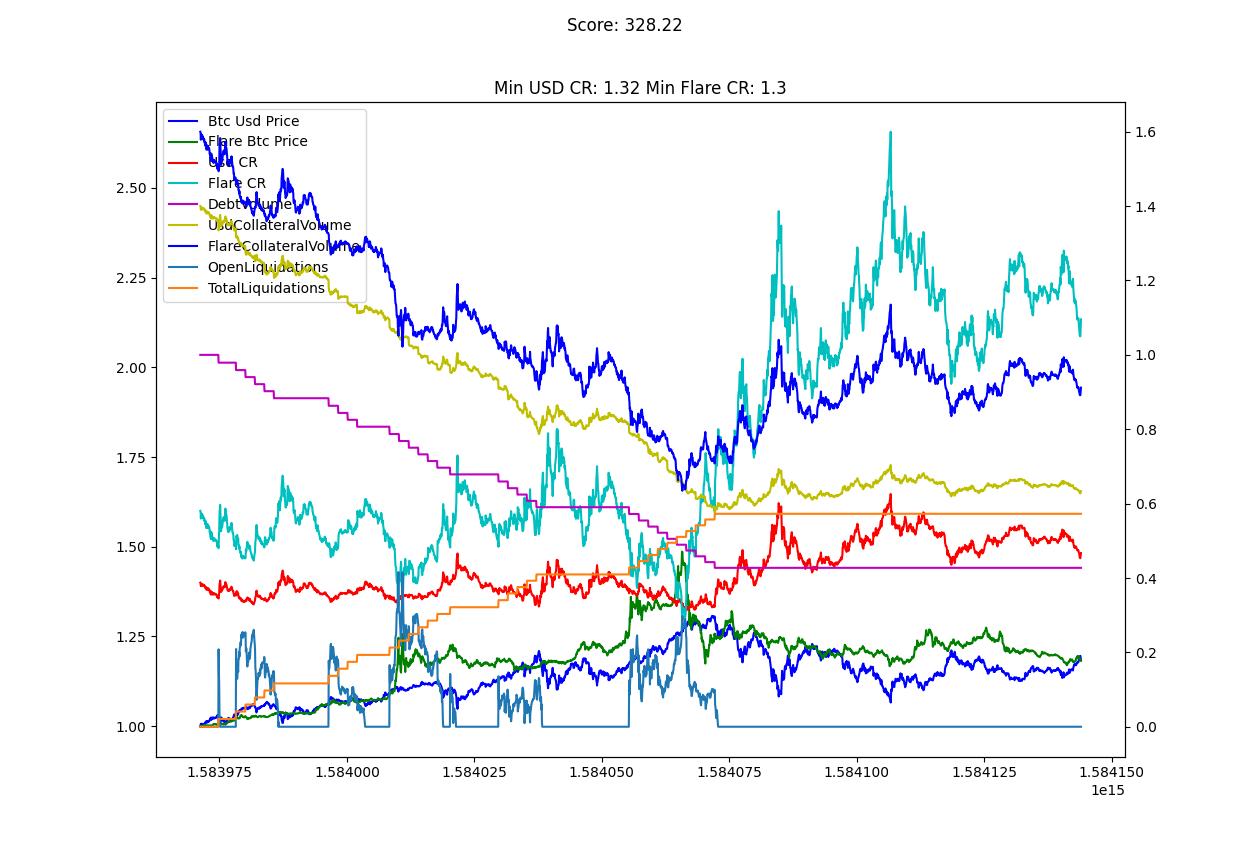 Score: 328.22
Min USD CR: 1.32 Min Flare CR: 1.3
Btc Usd Price
Flare Btc Price
Usd CR
Flare CR
DebtVolume
UsdCollateralVolume
FlareCollateralVolume
OpenLiquidations
TotalLiquidations
2.50
2.25
2.00
1.75
1.50
1.25
1.00
1.6
1.4
1.2
1.0
0.8
0.6
0.4
0.2
0.0
1.583975 1.584000 1.584025 1.584050 1.584075 1.584100 1.584125 1.584150
1e15